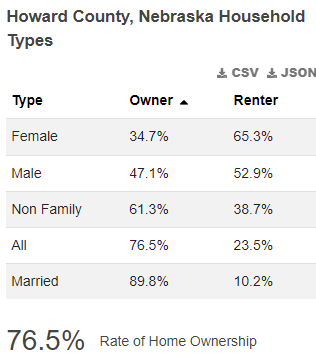 Howard County, Nebraska Household
Types
CSV JSON
Type Owner Renter
Female 34.7% 65.3%
Male 47.1% 52.9%
Non Family 61.3% 38.7%
All 76.5% 23.5%
Married 89.8% 10.2%
76.5% Rate of Home Ownership